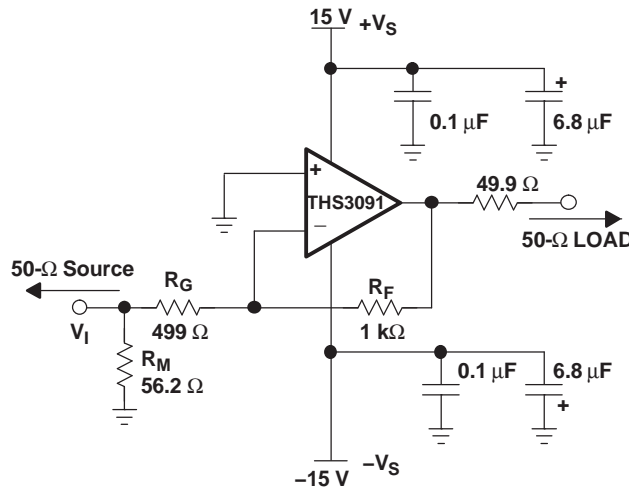 15 V +VS
+
0.1 μF 6.8 μF
+
THS3091
−
49.9 Ω
50-Ω LOAD
50-Ω Source
RG
RF
VI
499 Ω
1 kΩ
RM
56.2 Ω
0.1 μF 6.8 μF
+
−15 V −VS